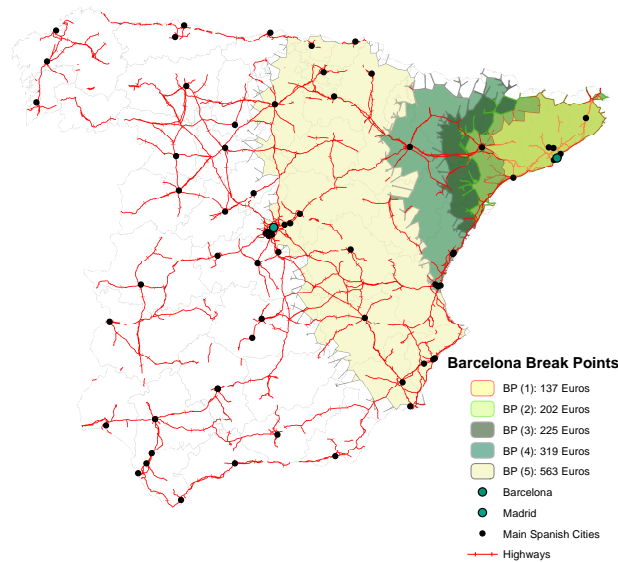 Barcelona Break Points
BP (1): 137 Euros
BP (2): 202 Euros
BP (3): 225 Euros
BP (4): 319 Euros
BP (5): 563 Euros
Barcelona
Madrid
Main Spanish Cities
Highways